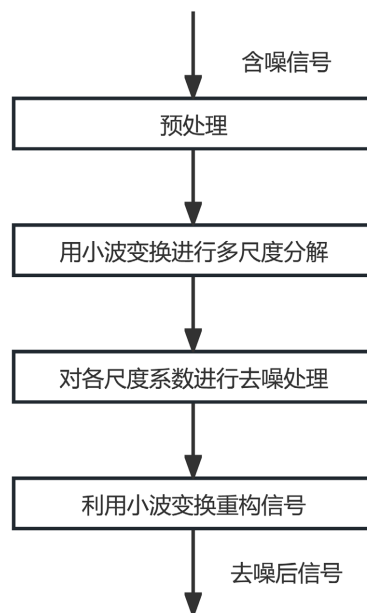 含噪信号
预处理
用小波变换进行多尺度分解
对各尺度系数进行去噪处理
利用小波变换重构信号
去噪后信号